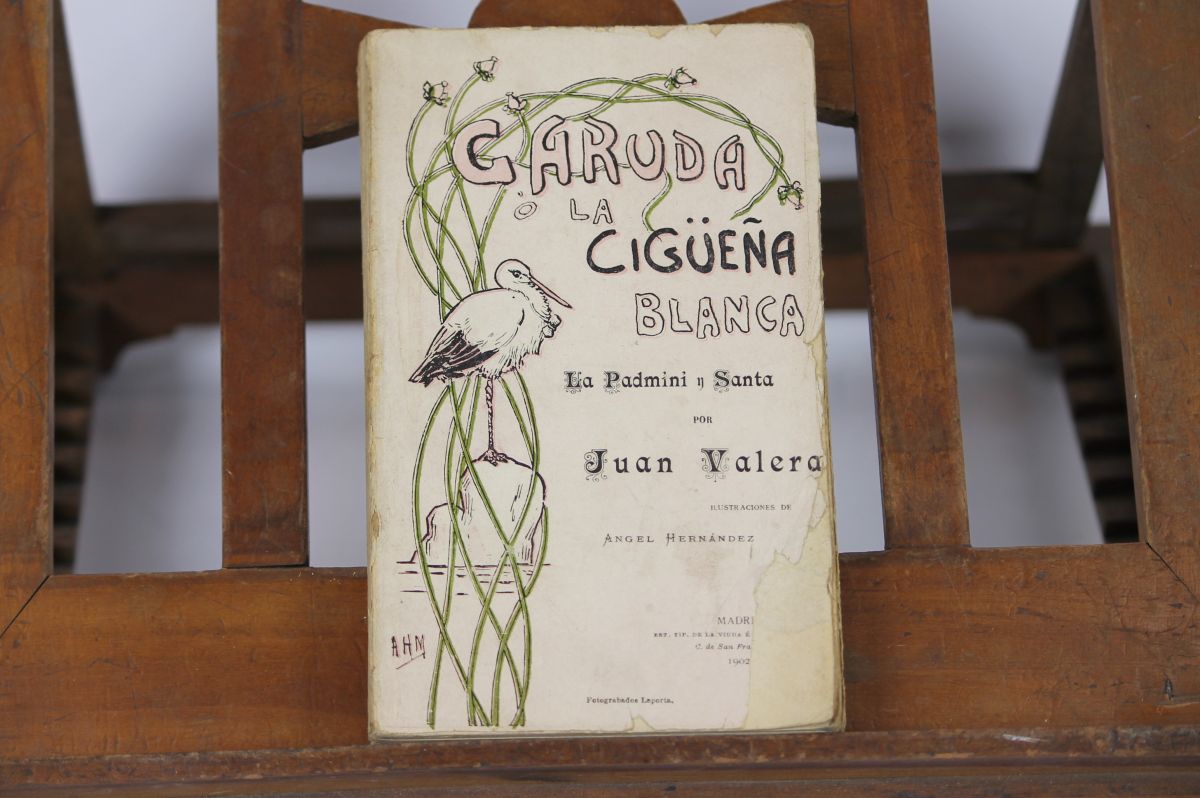 GARUDA
Ó LA
CIGÜEÑA
BLANCA
La Padmini y Santa
POR
Juan Valera
ILUSTRACIONES DE
ANGEL HERNÁNDEZ
MADRI
EST. TIP. DE LA VIUDA É
C. de San Fra
1902
Fotograbados Laporta.
AHM